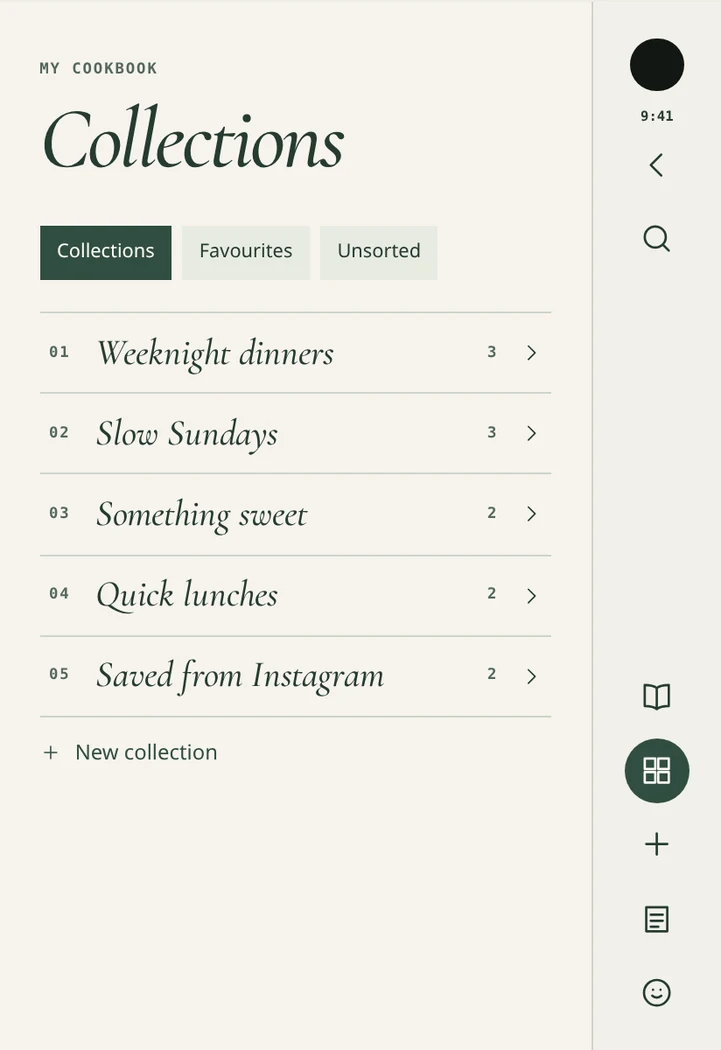 MY COOKBOOK
Collections
Collections Favourites Unsorted
01 Weeknight dinners 3
02 Slow Sundays 3
03 Something sweet 2
04 Quick lunches 2
05 Saved from Instagram 2
+ New collection
9:41